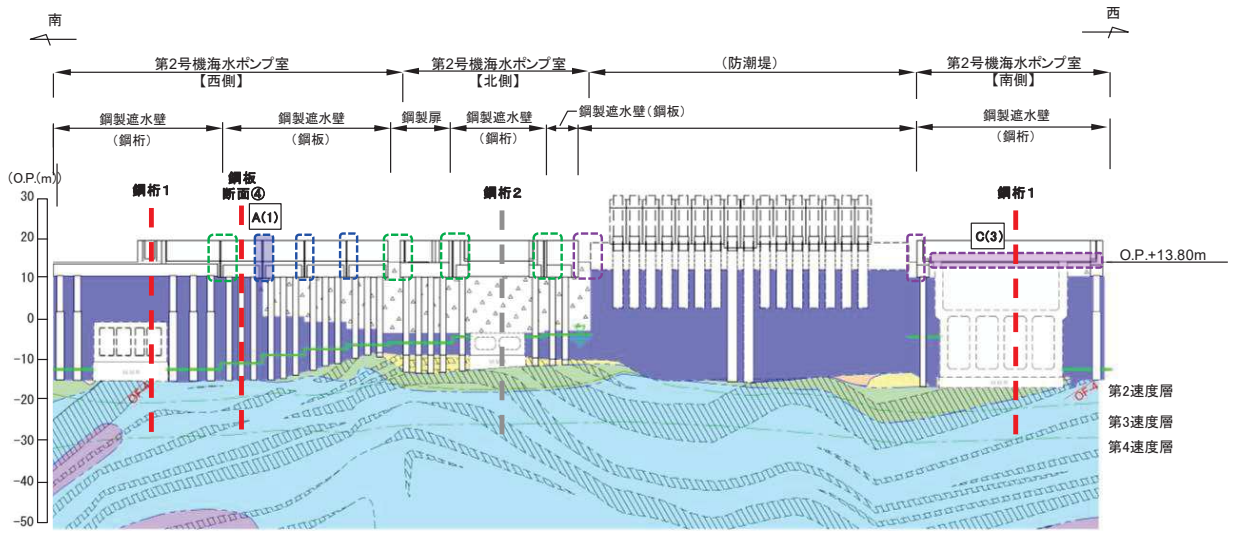 南
西
第2号機海水ポンプ室
【西側】
第2号機海水ポンプ室
【北側】
(防潮堤)
第2号機海水ポンプ室
【南側】
鋼製遮水壁(鋼板)
鋼製遮水壁
(鋼桁)
鋼製遮水壁
(鋼板)
鋼製扉
鋼製遮水壁
(鋼桁)
鋼製遮水壁
(鋼桁)
(O.P.(m))
鋼桁1
鋼板
断面④
鋼桁2
鋼桁1
A(1)
C(3)
O.P.+13.80m
30
20
10
0
-10
-20
-30
-40
-50
OF-4
OF-4
第2速度層
第3速度層
第4速度層